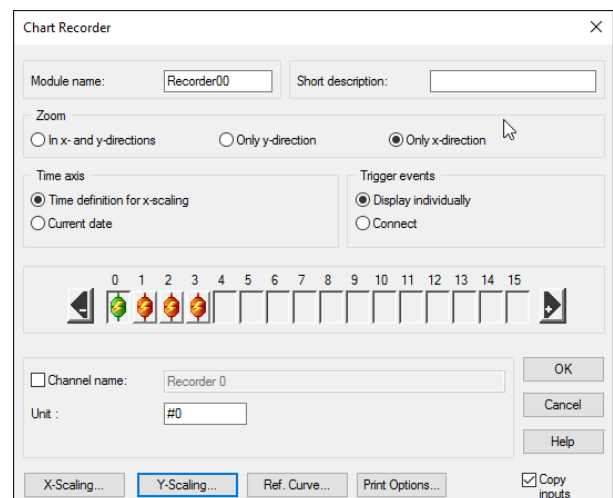 Chart Recorder
Module name: Recorder00 Short description:
Zoom
In x- and y-directions Only y-direction Only x-direction
Time axis Trigger events
Time definition for x-scaling Display individually
Current date Connect
0 1 2 3 4 5 6 7 8 9 10 11 12 13 14 15
- +
Channel name: Recorder 0 OK
Unit : #0 Cancel
Help
X-Scaling... Y-Scaling... Ref. Curve... Print Options... Copy
inputs